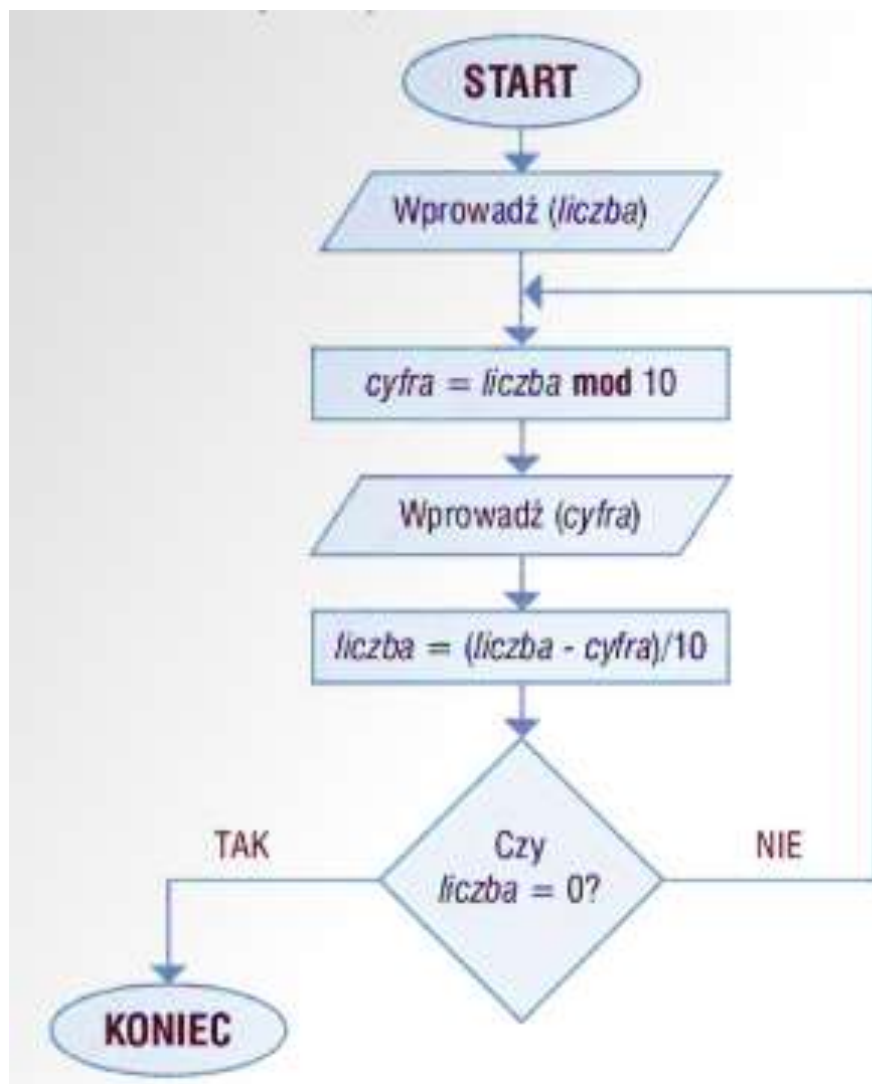 START
Wprowadź (liczba)
cyfra = liczba mod 10
Wprowadź (cyfra)
liczba = (liczba - cyfra)/10
Czy
liczba = 0?
TAK
NIE
KONIEC